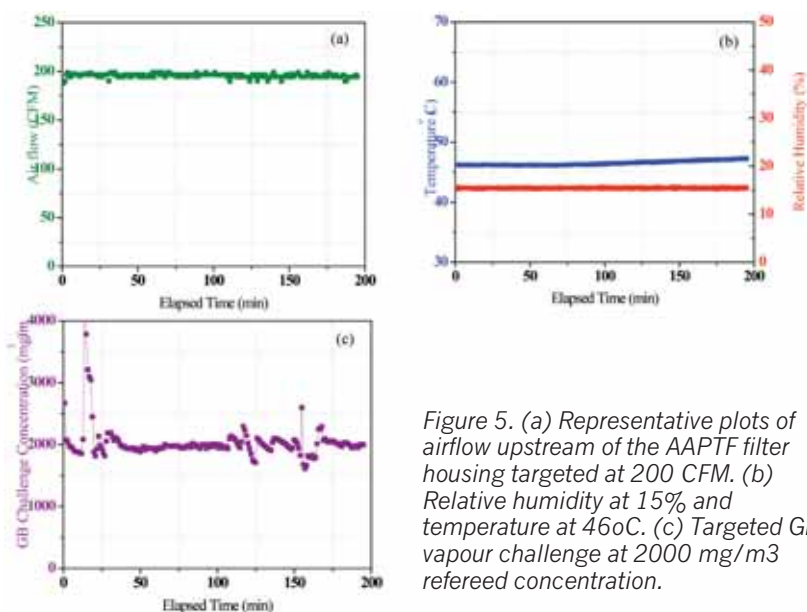 (a)
250
200
150
100
50
0
Air flow (CFM)
0 50 100 150 200
Elapsed Time (min)
(b)
70
60
50
40
30
Temperature (°C)
50
40
30
20
10
0
Relative Humidity (%)
0 50 100 150 200
Elapsed Time (min)
(c)
4000
3000
2000
1000
0
GB Challenge Concentration (mg/m3
0 50 100 150 200
Elapsed Time (min)
Figure 5. (a) Representative plots of
airflow upstream of the AAPTF filter
housing targeted at 200 CFM. (b)
Relative humidity at 15% and
temperature at 46oC. (c) Targeted G
vapour challenge at 2000 mg/m3
refereed concentration.